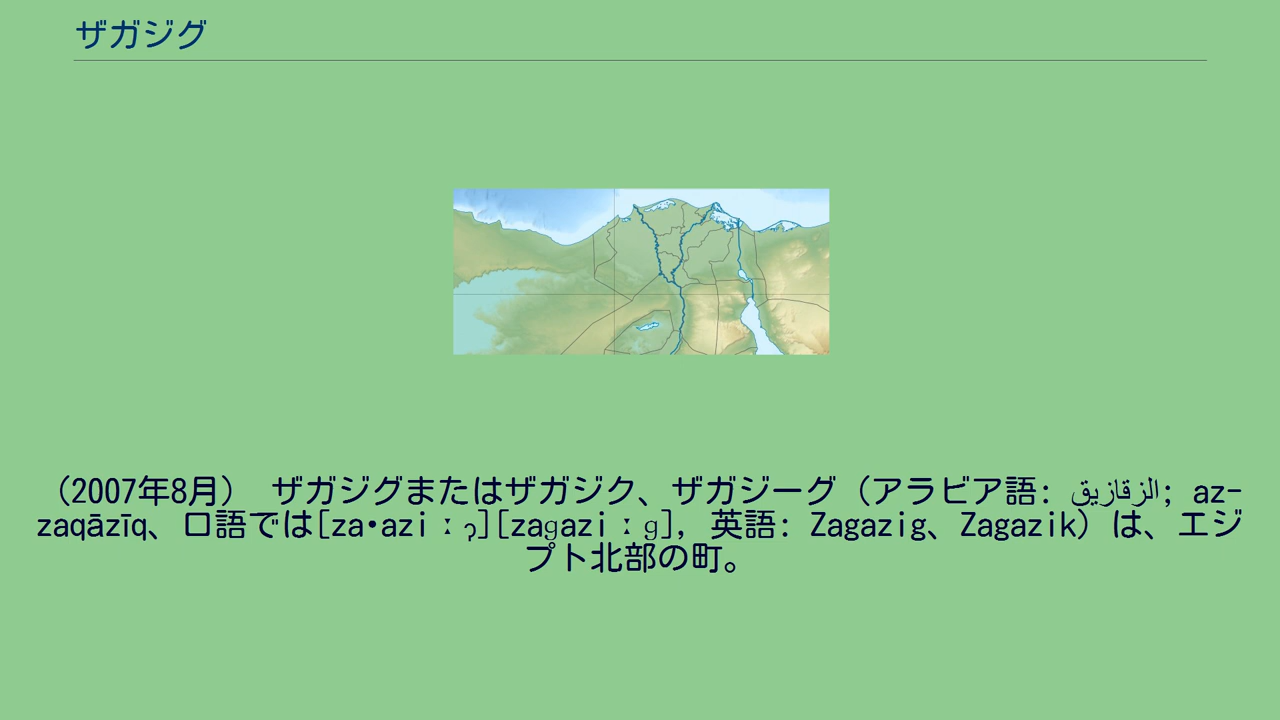 ザガジグ
（2007年8月） ザガジグまたはザガジク、ザガジーグ（アラビア語: الزقازيق; az-
zaqāzīq、口語では[za•aziːʔ][zaɡaziːɡ], 英語: Zagazig、Zagazik）は、エジ
プト北部の町。